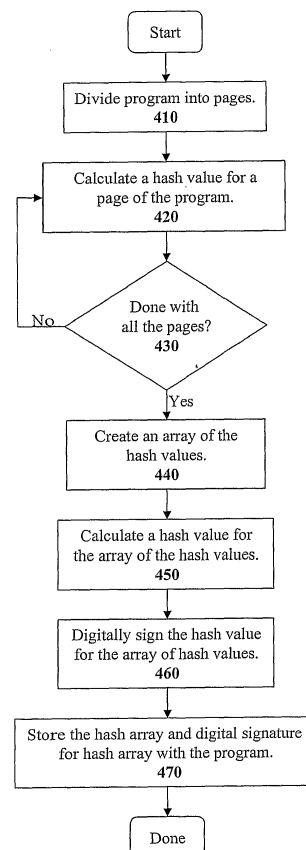 Start
Divide program into pages.
410
Calculate a hash value for a
page of the program.
420
Done with
all the pages?
430
No
Yes
Create an array of the
hash values.
440
Calculate a hash value for
the array of the hash values.
450
Digitally sign the hash value
for the array of hash values.
460
Store the hash array and digital signature
for hash array with the program.
470
Done